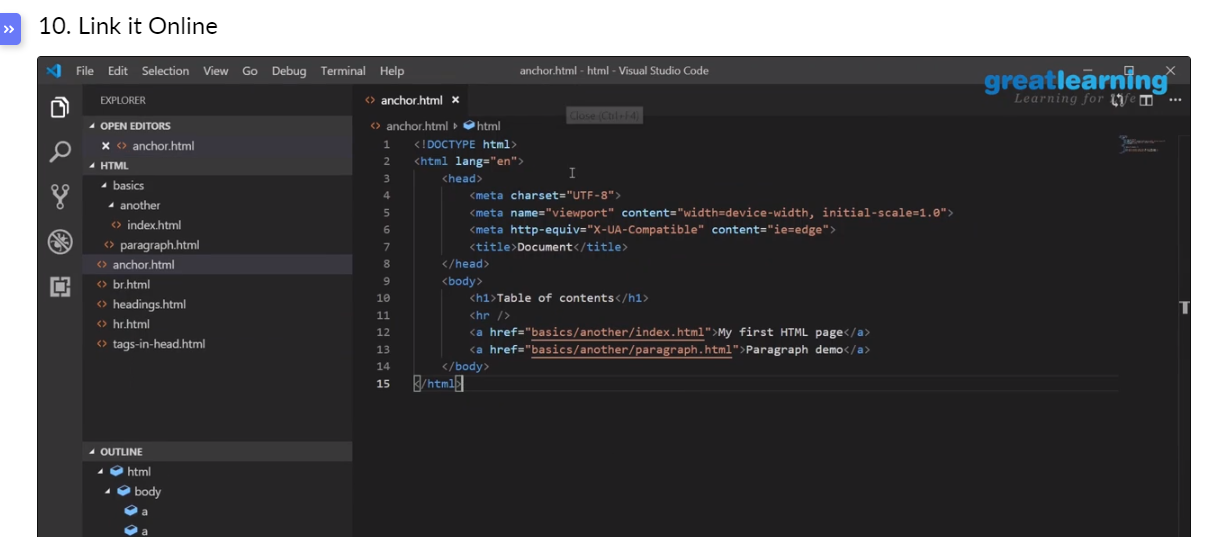 10. Link it Online
File Edit Selection View Go Debug Terminal Help
anchor.html - html - Visual Studio Code
greatlearning
Learning for Life
EXPLORER
OPEN EDITORS
anchor.html
HTML
basics
another
index.html
paragraph.html
anchor.html
br.html
headings.html
hr.html
tags-in-head.html
OUTLINE
html
body
a
a
anchor.html
Close (Ctrl+F4)
anchor.html html
1 <!DOCTYPE html>
2 <html lang="en">
3 <head>
4 <meta charset="UTF-8">
5 <meta name="viewport" content="width=device-width, initial-scale=1.0">
6 <meta http-equiv="X-UA-Compatible" content="ie=edge">
7 <title>Document</title>
8 </head>
9 <body>
10 <h1>Table of contents</h1>
11 <hr />
12 <a href="basics/another/index.html">My first HTML page</a>
13 <a href="basics/another/paragraph.html">Paragraph demo</a>
14 </body>
15 </html>
T